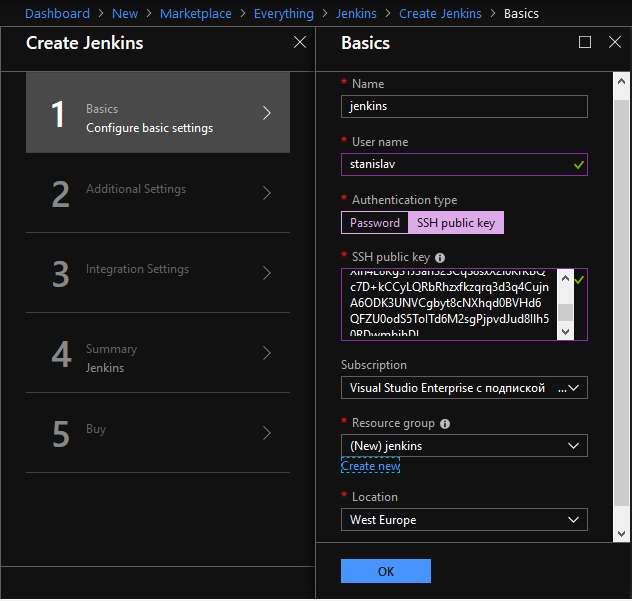 Dashboard > New > Marketplace > Everything > Jenkins > Create Jenkins > Basics
Create Jenkins
1
Basics
Configure basic settings
2
Additional Settings
3
Integration Settings
4
Summary
Jenkins
5
Buy
Basics
* Name
jenkins
* User name
stanislav
* Authentication type
Password SSH public key
* SSH public key
c7D+kCCyLQRbRhzxfkzqrq3d3q4Cujn
A6ODK3UNVCgbyt8cNXhqd0BVHd6
QFZU0odS5TolTd6M2sgPjpvdJud8Ilh5
Subscription
Visual Studio Enterprise с подпиской ...
* Resource group
(New) jenkins
Create new
* Location
West Europe
OK